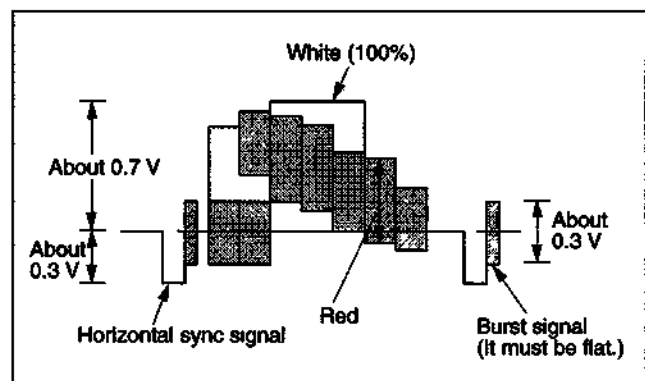 White (100%)
About 0.7 V
About
0.3 V
About
0.3 V
Horizontal sync signal
Red
Burst signal
(It must be flat.)